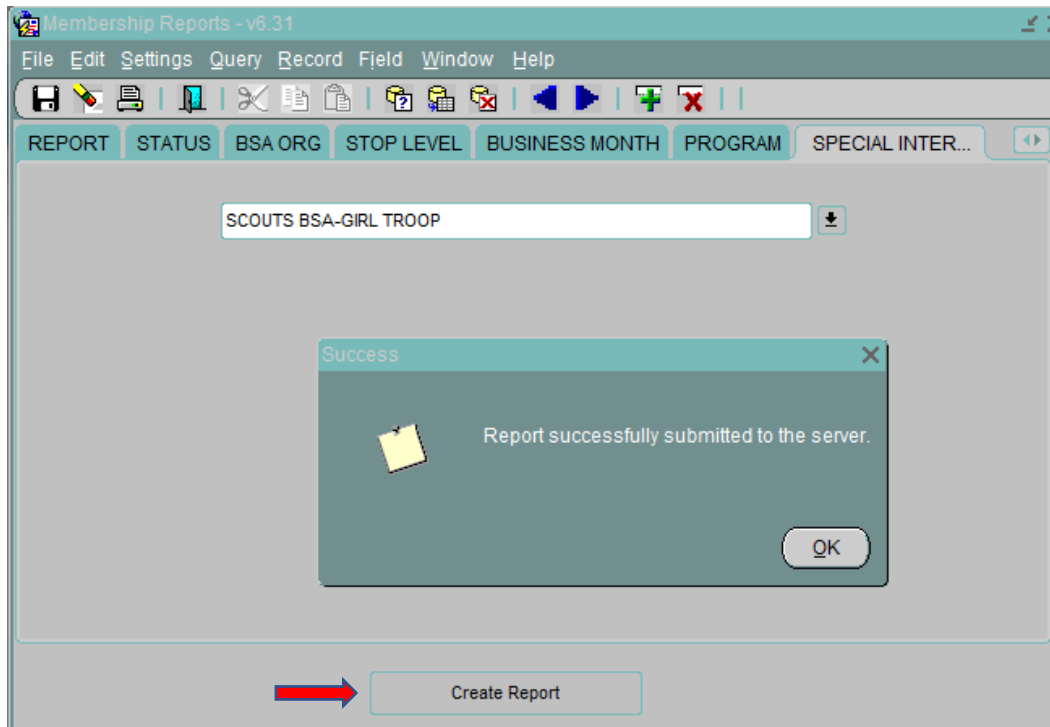 Membership Reports - v6.31
File Edit Settings Query Record Field Window Help
REPORT STATUS BSA ORG STOP LEVEL BUSINESS MONTH PROGRAM SPECIAL INTER...
SCOUTS BSA-GIRL TROOP
Success
Report successfully submitted to the server.
OK
Create Report